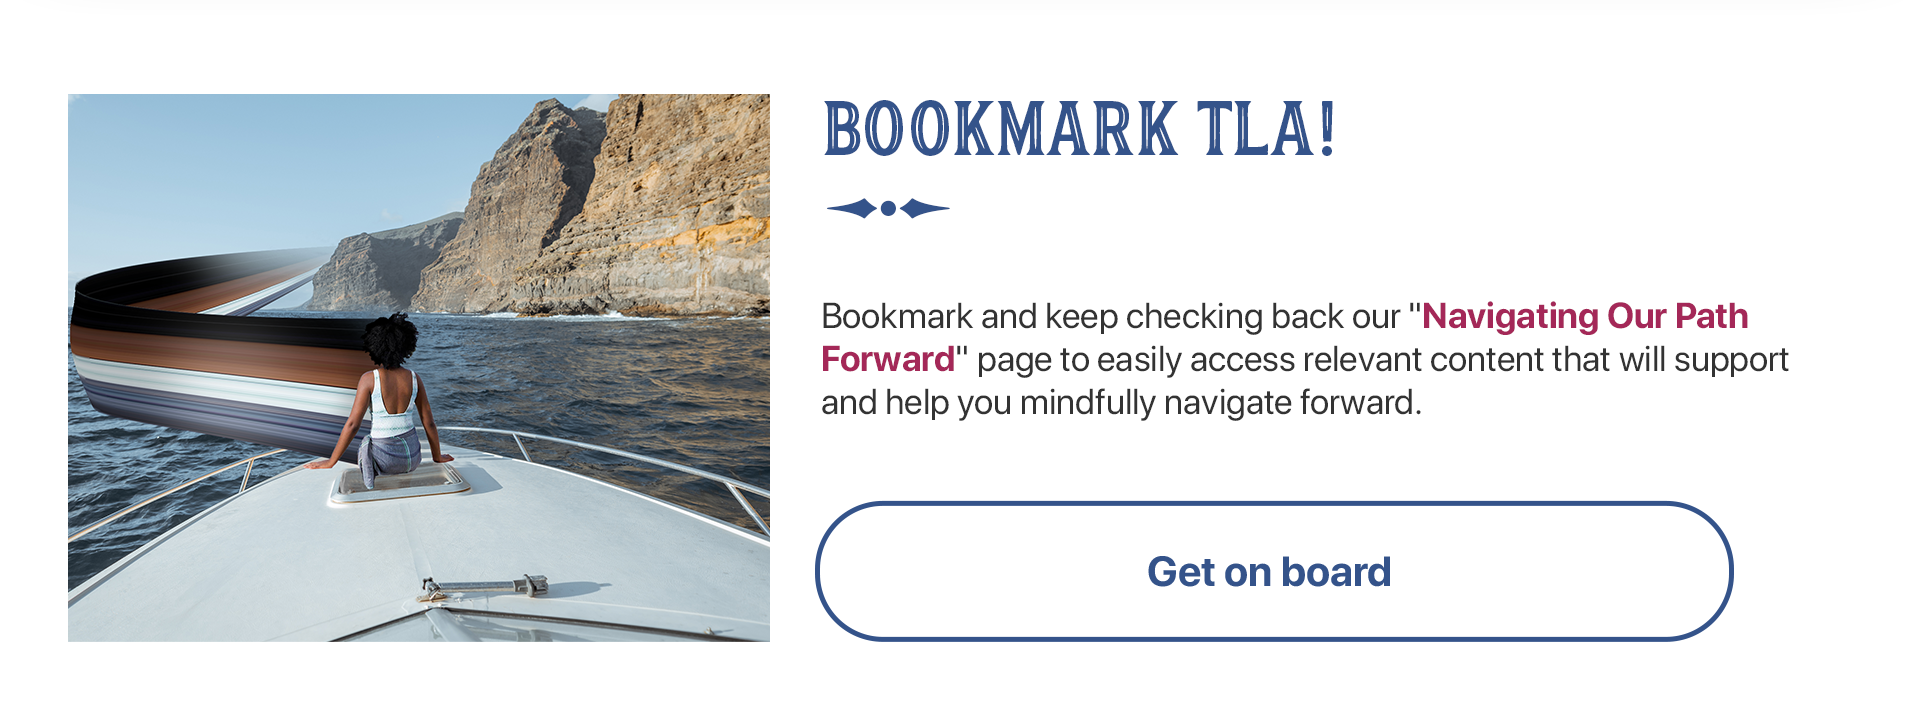 BOOKMARK TLA!
Bookmark and keep checking back our "Navigating Our Path
Forward" page to easily access relevant content that will support
and help you mindfully navigate forward.
Get on board